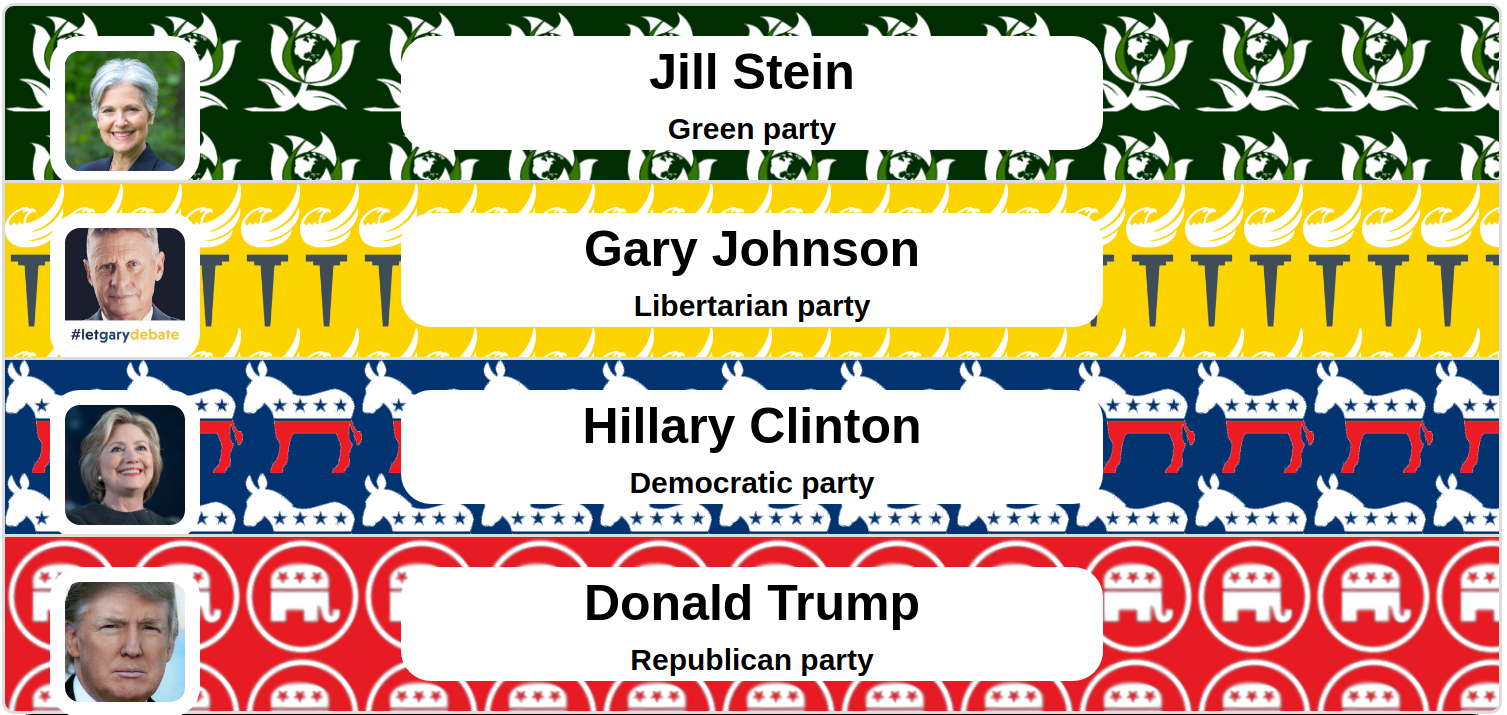 Jill Stein
Green party
Gary Johnson
Libertarian party
#letgarydebate
Hillary Clinton
Democratic party
Donald Trump
Republican party